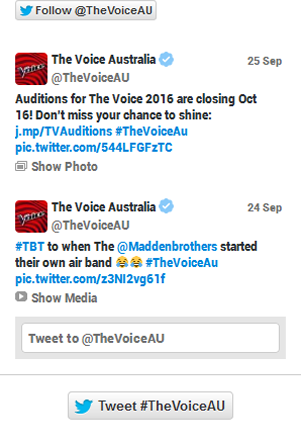 Follow @TheVoiceAU
The Voice Australia
25 Sep
@TheVoiceAU
Auditions for The Voice 2016 are closing Oct
16! Don't miss your chance to shine:
j.mp/TVAuditions #TheVoiceAu
pic.twitter.com/544LFGFzTC
Show Photo
The Voice Australia
24 Sep
@TheVoiceAU
#TBT to when The @Maddenbrothers started
their own air band 😂😂 #TheVoiceAu
pic.twitter.com/z3NI2vg61f
Show Media
Tweet to @TheVoiceAU
Tweet #TheVoiceAU